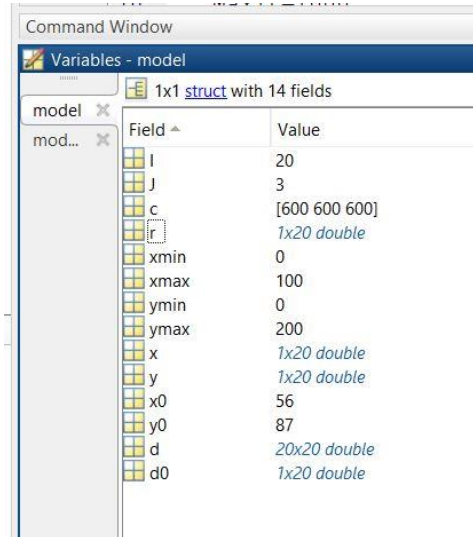 Command Window
Variables - model
1x1 struct with 14 fields
model
mod...
Field Value
I 20
J 3
c [600 600 600]
r 1x20 double
xmin 0
xmax 100
ymin 0
ymax 200
x 1x20 double
y 1x20 double
x0 56
y0 87
d 20x20 double
d0 1x20 double